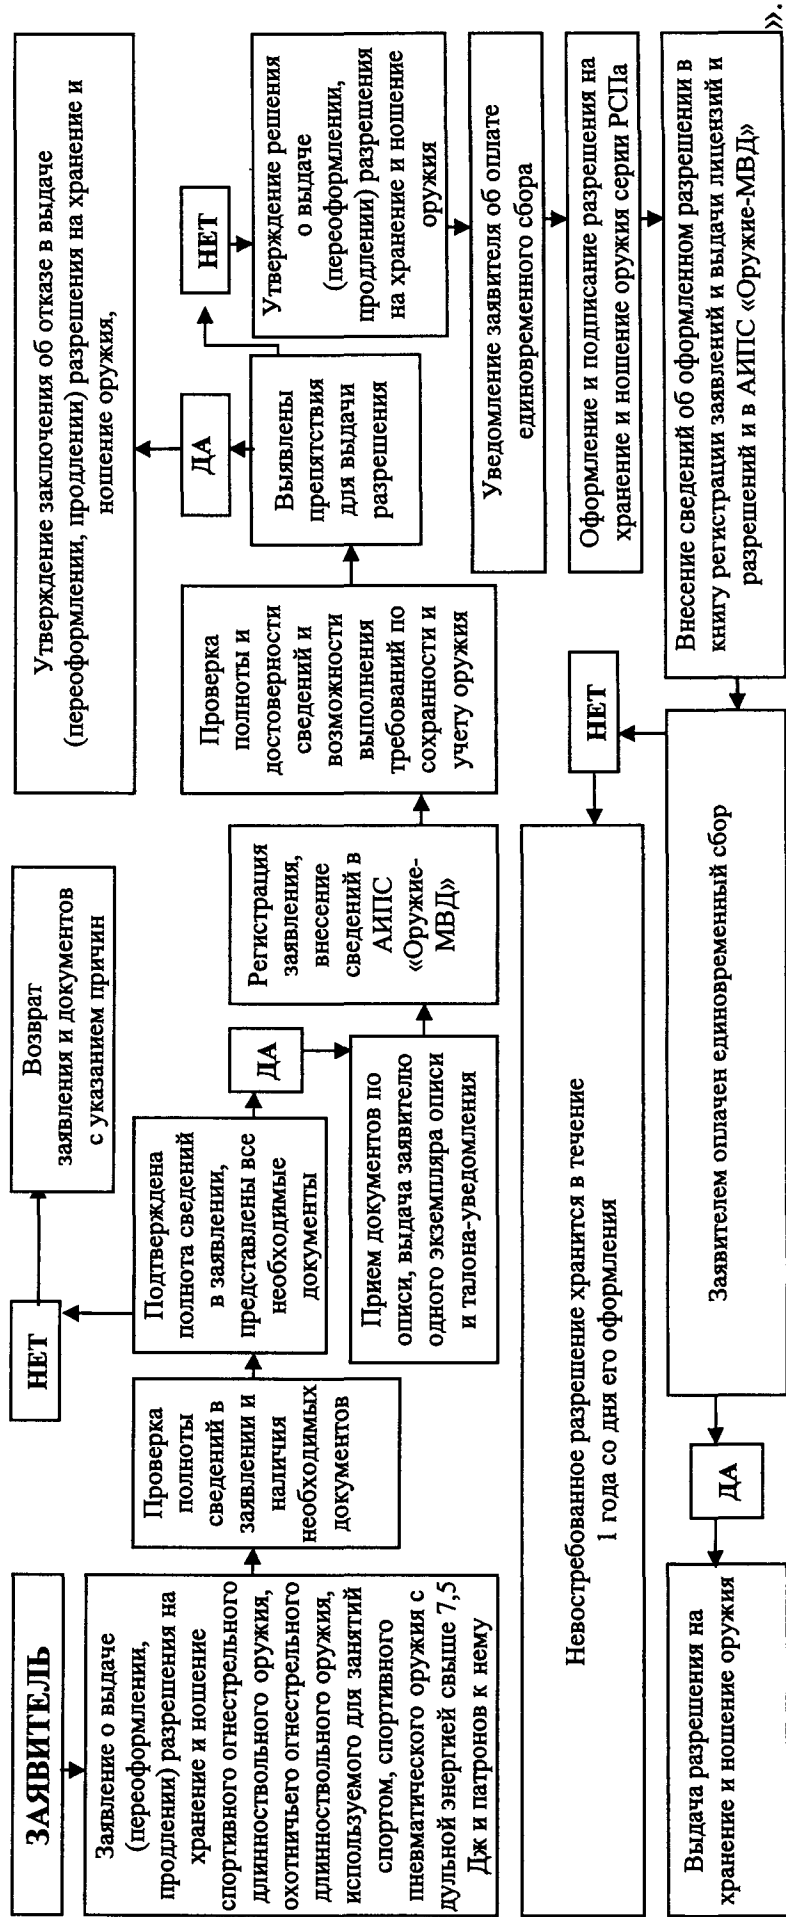 ЗАЯВИТЕЛЬ
Заявление о выдаче
(переоформлении,
продлении) разрешения на
хранение и ношение
спортивного огнестрельного
длинноствольного оружия,
охотничьего огнестрельного
длинноствольного оружия,
используемого для занятий
спортом, спортивного
пневматического оружия с
дульной энергией свыше 7,5
Дж и патронов к нему
Проверка
полноты
сведений в
заявлении и
наличия
необходимых
документов
НЕТ
Возврат
заявления и документов
с указанием причин
Подтверждена
полнота сведений
в заявлении,
представлены все
необходимые
документы
ДА
Прием документов по
описи, выдача заявителю
одного экземпляра описи
и талона-уведомления
Регистрация
заявления,
внесение
сведений в
АИПС
«Оружие-
МВД»
Проверка
полноты и
достоверности
сведений и
возможности
выполнения
требований по
сохранности и
учету оружия
Выявлены
препятствия
для выдачи
разрешения
ДА
Утверждение заключения об отказе в выдаче
(переоформлении, продлении) разрешения на хранение и
ношение оружия,
НЕТ
Утверждение решения
о выдаче
(переоформлении,
продлении) разрешения
на хранение и ношение
оружия
Уведомление заявителя об оплате
единовременного сбора
Оформление и подписание разрешения на
хранение и ношение оружия серии РСПа
Внесение сведений об оформленном разрешении в
книгу регистрации заявлений и выдачи лицензий и
разрешений и в АИПС «Оружие-МВД»
Заявителем оплачен единовременный сбор
НЕТ
Невостребованное разрешение хранится в течение
1 года со дня его оформления
ДА
Выдача разрешения на
хранение и ношение оружия
».